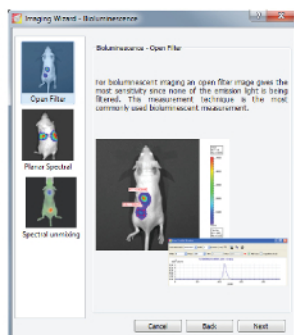 Imaging Wizard - Bioluminescence
Bioluminescence - Open Filter
For bioluminescent imaging an open filter image gives the
most sensitivity since none of the emission light is being
filtered. The measurement technique is the most
commonly used bioluminescent measurement.
Open Filter
Planar Spectral
Spectral unmixing
Cancel
Back
Next